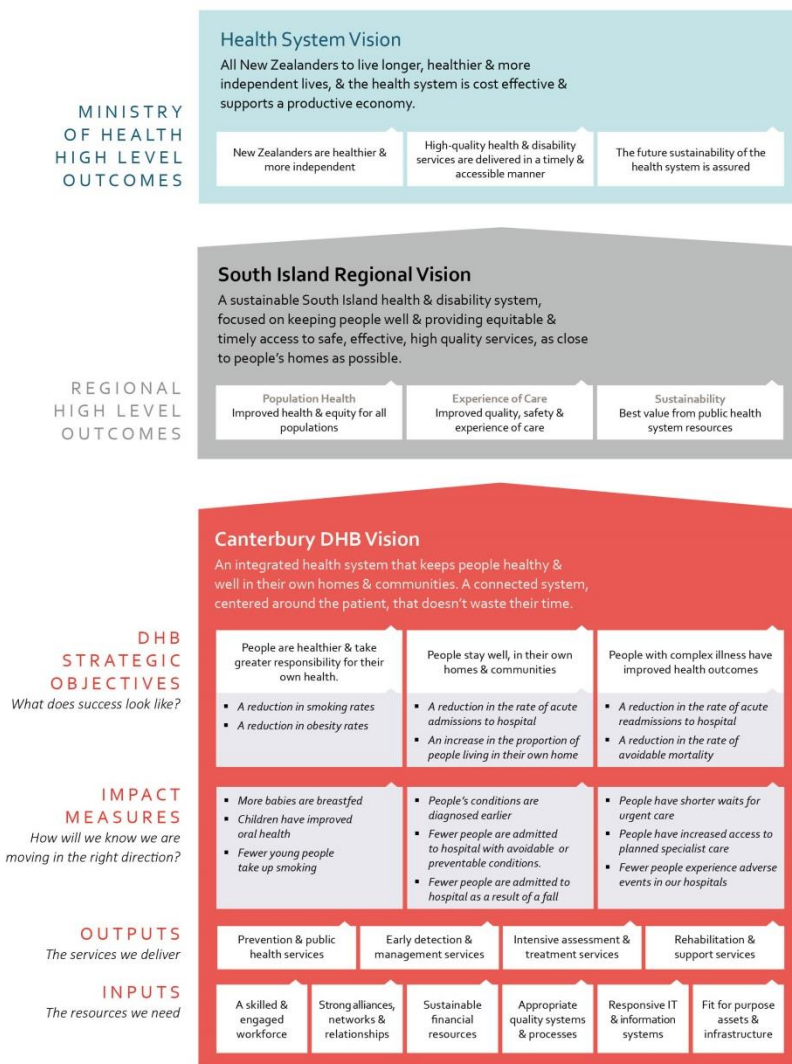 Health System Vision
All New Zealanders to live longer, healthier & more
independent lives, & the health system is cost effective &
supports a productive economy.
MINISTRY
OF HEALTH
HIGH LEVEL
OUTCOMES
New Zealanders are healthier &
more independent
High-quality health & disability
services are delivered in a timely &
accessible manner
The future sustainability of the
health system is assured
South Island Regional Vision
A sustainable South Island health & disability system,
focused on keeping people well & providing equitable &
timely access to safe, effective, high quality services, as close
to people's homes as possible.
REGIONAL
HIGH LEVEL
OUTCOMES
Population Health
Improved health & equity for all
populations
Experience of Care
Improved quality, safety &
experience of care
Sustainability
Best value from public health
system resources
Canterbury DHB Vision
An integrated health system that keeps people healthy &
well in their own homes & communities. A connected system,
centered around the patient, that doesn't waste their time.
DHB
STRATEGIC
OBJECTIVES
What does success look like?
People are healthier & take
greater responsibility for their
own health.
▪ A reduction in smoking rates
▪ A reduction in obesity rates
People stay well, in their own
homes & communities
▪ A reduction in the rate of acute
admissions to hospital
▪ An increase in the proportion of
people living in their own home
People with complex illness have
improved health outcomes
▪ A reduction in the rate of acute
readmissions to hospital
▪ A reduction in the rate of
avoidable mortality
IMPACT
MEASURES
How will we know we are
moving in the right direction?
▪ More babies are breastfed
▪ Children have improved
oral health
▪ Fewer young people
take up smoking
▪ People's conditions are
diagnosed earlier
▪ Fewer people are admitted
to hospital with avoidable or
preventable conditions.
▪ Fewer people are admitted to
hospital as a result of a fall
▪ People have shorter waits for
urgent care
▪ People have increased access to
planned specialist care
▪ Fewer people experience adverse
events in our hospitals
OUTPUTS
The services we deliver
Prevention & public
health services
Early detection &
management services
Intensive assessment &
treatment services
Rehabilitation &
support services
INPUTS
The resources we need
A skilled &
engaged
workforce
Strong alliances,
networks &
relationships
Sustainable
financial
resources
Appropriate
quality systems
& processes
Responsive IT
& information
systems
Fit for purpose
assets &
infrastructure